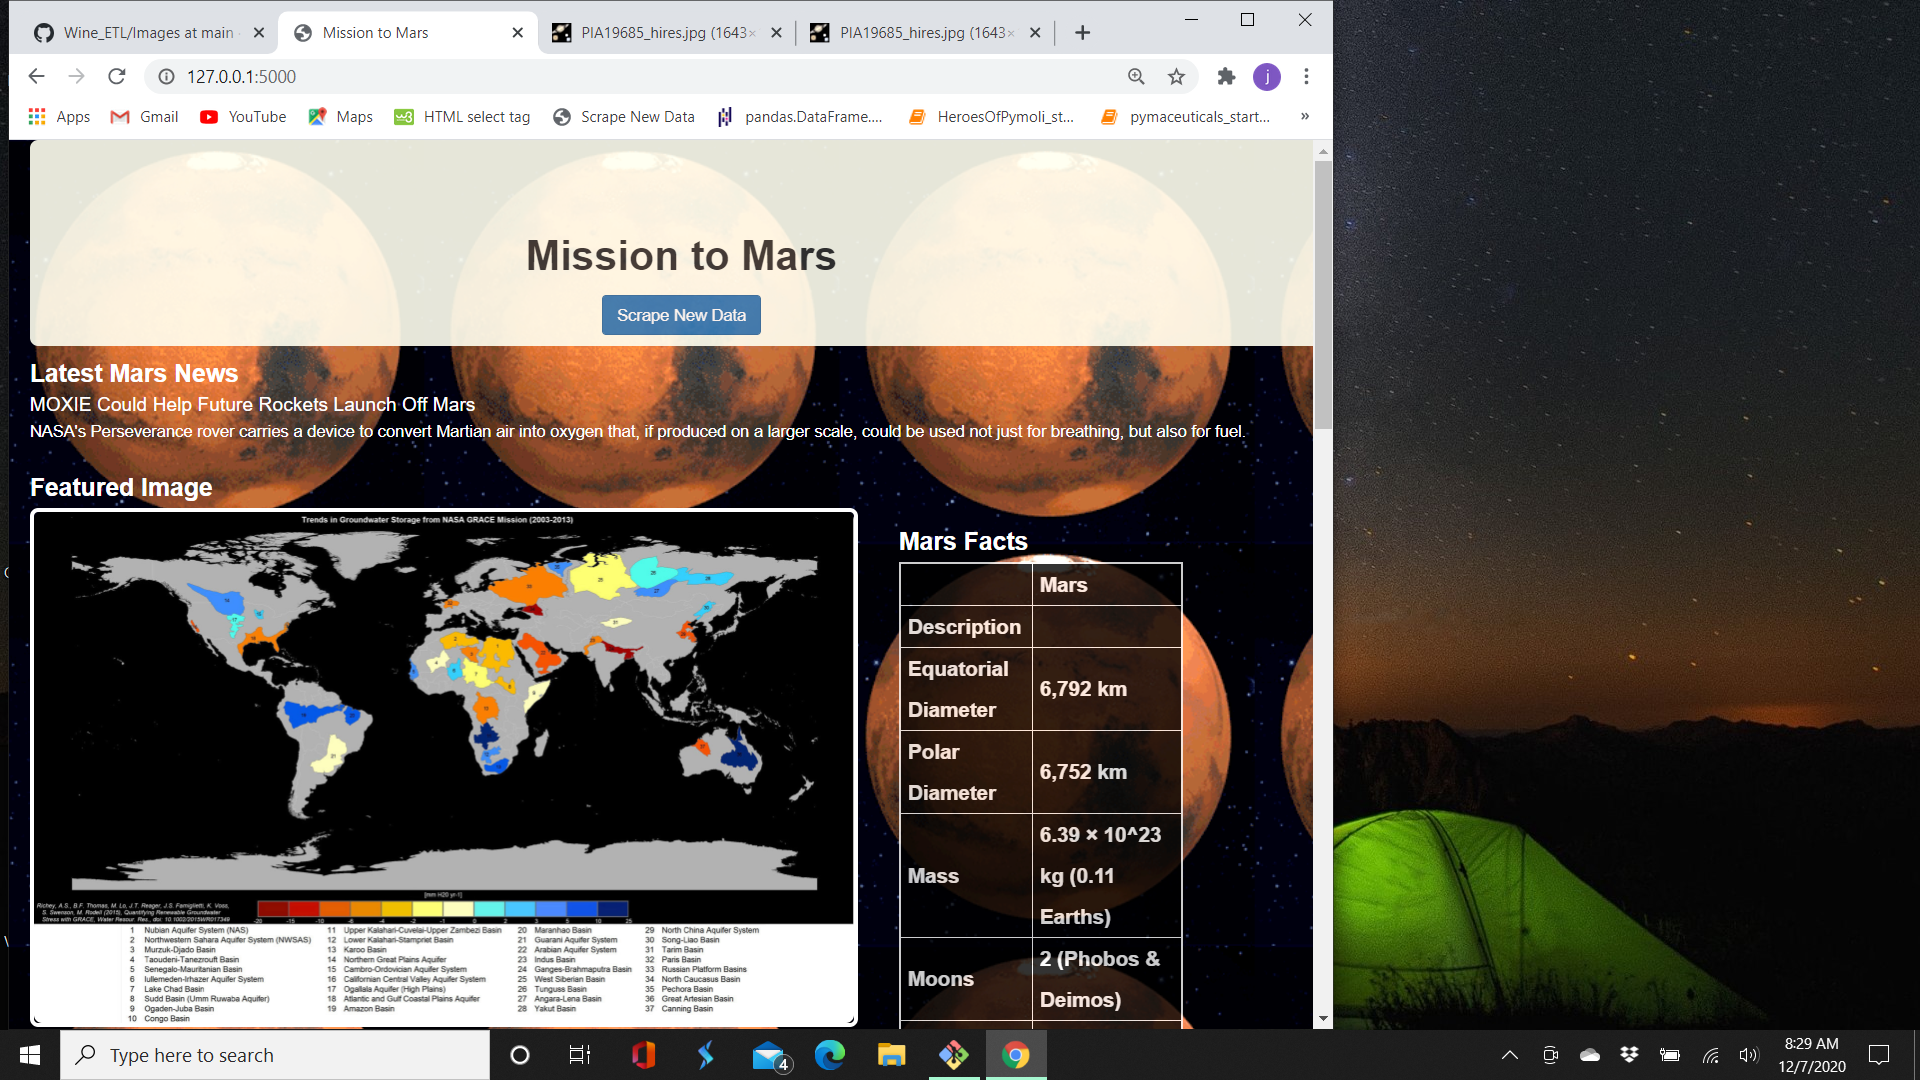 Wine_ETL/Images at main
Mission to Mars
PIA19685_hires.jpg (1643×
PIA19685_hires.jpg (1643×
127.0.0.1:5000
j
Apps
Gmail
YouTube
Maps
HTML select tag
Scrape New Data
pandas.DataFrame....
HeroesOfPymoli_st...
pymaceuticals_start...
»
Mission to Mars
Scrape New Data
Latest Mars News
MOXIE Could Help Future Rockets Launch Off Mars
NASA's Perseverance rover carries a device to convert Martian air into oxygen that, if produced on a larger scale, could be used not just for breathing, but also for fuel.
Featured Image
Trends in Groundwater Storage from NASA GRACE Mission (2003-2013)
[mm H20 yr-1]
Richey, A.S., B.F. Thomas, M. Lo, J.T. Reager, J.S. Famiglietti, K. Voss,
S. Swenson, M. Rodell (2015), Quantifying Renewable Groundwater
Stress with GRACE, Water Resour. Res., doi: 10.1002/2015WR017349
-20 -15 -10 -6 -4 -2 -1 0 2 3 5 10 25
1 Nubian Aquifer System (NAS)
2 Northwestern Sahara Aquifer System (NWSAS)
3 Murzuk-Djado Basin
4 Taoudeni-Tanezrouft Basin
5 Senegalo-Mauritanian Basin
6 Iullemeden-Irhazer Aquifer System
7 Lake Chad Basin
8 Sudd Basin (Umm Ruwaba Aquifer)
9 Ogaden-Juba Basin
10 Congo Basin
11 Upper Kalahari-Cuvelai-Upper Zambezi Basin
12 Lower Kalahari-Stampriet Basin
13 Karoo Basin
14 Northern Great Plains Aquifer
15 Cambro-Ordovician Aquifer System
16 Californian Central Valley Aquifer System
17 Ogallala Aquifer (High Plains)
18 Atlantic and Gulf Coastal Plains Aquifer
19 Amazon Basin
20 Maranhao Basin
21 Guarani Aquifer System
22 Arabian Aquifer System
23 Indus Basin
24 Ganges-Brahmaputra Basin
25 West Siberian Basin
26 Tunguss Basin
27 Angara-Lena Basin
28 Yakut Basin
29 North China Aquifer System
30 Song-Liao Basin
31 Tarim Basin
32 Paris Basin
33 Russian Platform Basins
34 North Caucasus Basin
35 Pechora Basin
36 Great Artesian Basin
37 Canning Basin
Mars Facts
Mars
Description
Equatorial
Diameter
6,792 km
Polar
Diameter
6,752 km
Mass
6.39 × 10^23
kg (0.11
Earths)
Moons
2 (Phobos &
Deimos)
Type here to search
4
8:29 AM
12/7/2020